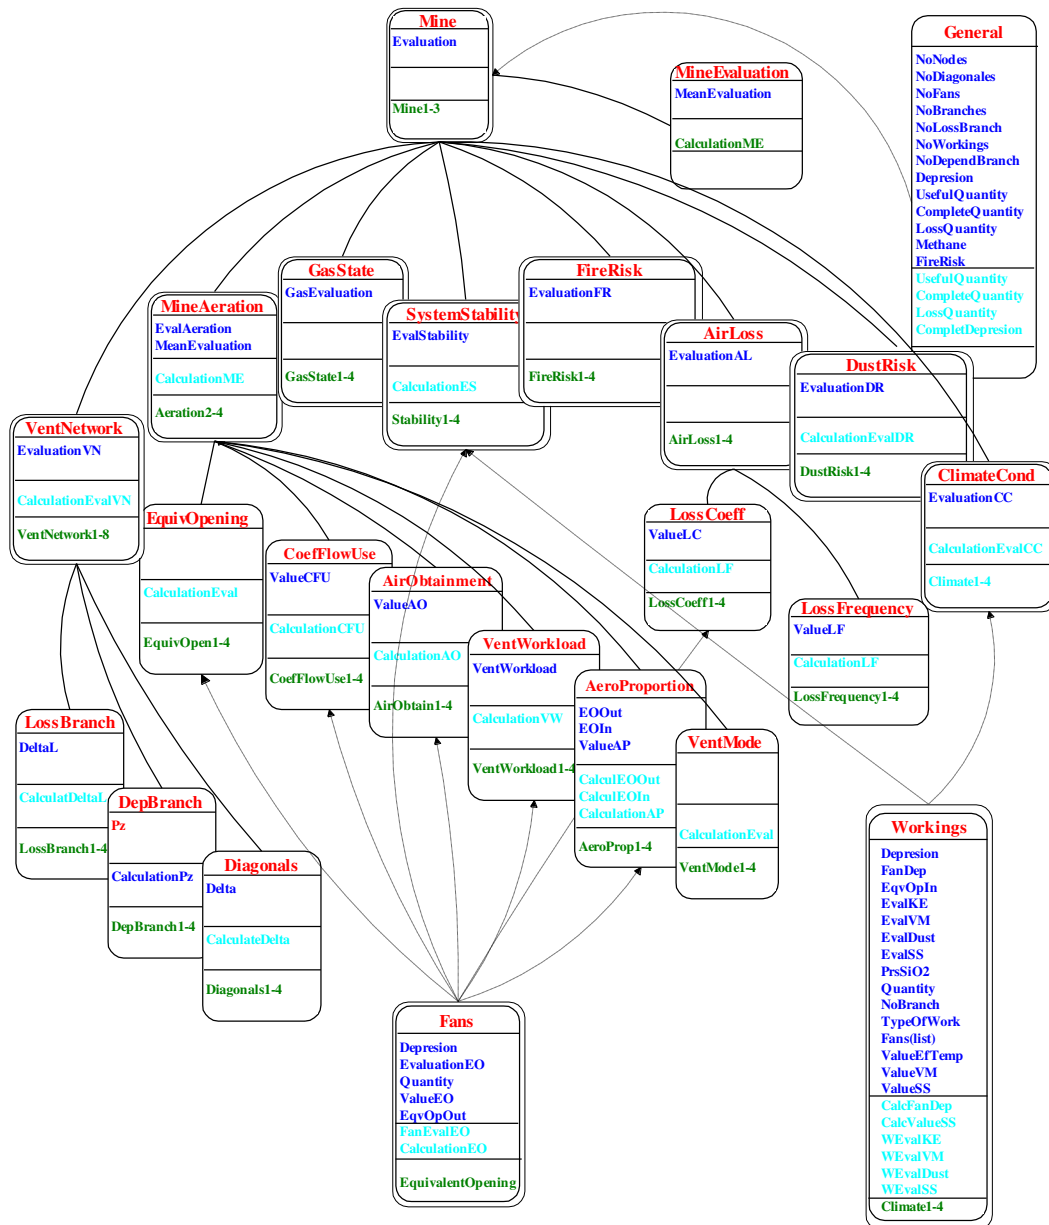 Mine
Evaluation
Mine1-3
MineEvaluation
MeanEvaluation
CalculationME
General
NoNodes
NoDiagonales
NoFans
NoBranches
NoLossBranch
NoWorkings
NoDependBranch
Depresion
UsefulQuantity
CompleteQuantity
LossQuantity
Methane
FireRisk
UsefulQuantity
CompleteQuantity
LossQuantity
CompletDepresion
GasState
GasEvaluation
GasState1-4
FireRisk
EvaluationFR
FireRisk1-4
MineAeration
EvalAeration
MeanEvaluation
CalculationME
Aeration2-4
SystemStability
EvalStability
CalculationES
Stability1-4
AirLoss
EvaluationAL
AirLoss1-4
DustRisk
EvaluationDR
CalculationEvalDR
DustRisk1-4
VentNetwork
EvaluationVN
CalculationEvalVN
VentNetwork1-8
ClimateCond
EvaluationCC
CalculationEvalCC
Climate1-4
EquivOpening
CalculationEval
EquivOpen1-4
CoefFlowUse
ValueCFU
CalculationCFU
CoefFlowUse1-4
AirObtainment
ValueAO
CalculationAO
AirObtain1-4
LossCoeff
ValueLC
CalculationLF
LossCoeff1-4
LossFrequency
ValueLF
CalculationLF
LossFrequency1-4
VentWorkload
VentWorkload
CalculationVW
VentWorkload1-4
AeroProportion
EOOut
EOIn
ValueAP
CalculEOOut
CalculEOIn
CalculationAP
AeroProp1-4
VentMode
CalculationEval
VentMode1-4
LossBranch
DeltaL
CalculatDeltaL
LossBranch1-4
DepBranch
Pz
CalculationPz
DepBranch1-4
Diagonals
Delta
CalculateDelta
Diagonals1-4
Fans
Depresion
EvaluationEO
Quantity
ValueEO
EqvOpOut
FanEvalEO
CalculationEO
EquivalentOpening
Workings
Depresion
FanDep
EqvOpIn
EvalKE
EvalVM
EvalDust
EvalSS
PrsSiO2
Quantity
NoBranch
TypeOfWork
Fans(list)
ValueEfTemp
ValueVM
ValueSS
CalcFanDep
CalcValueSS
WEvalKE
WEvalVM
WEvalDust
WEvalSS
Climate1-4